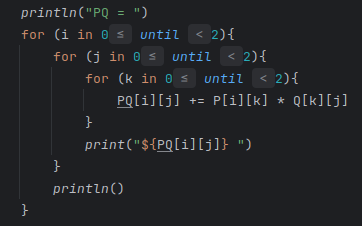 println("PQ = ")
for (i in 0 ≤ until < 2){
for (j in 0 ≤ until < 2){
for (k in 0 ≤ until < 2){
PQ[i][j] += P[i][k] * Q[k][j]
}
print("${PQ[i][j]} ")
}
println()
}